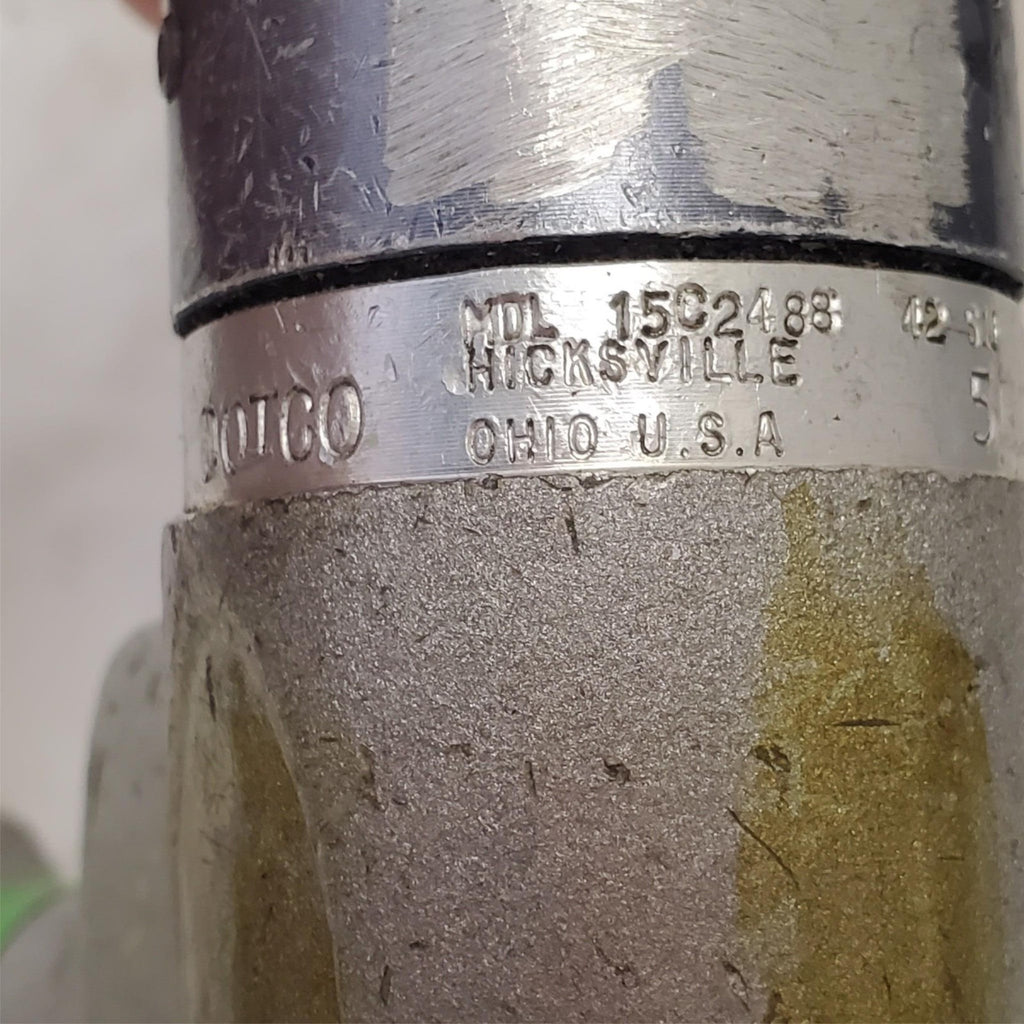 MDL 15C2488
HICKSVILLE
OHIO U.S.A
DOTCO
5